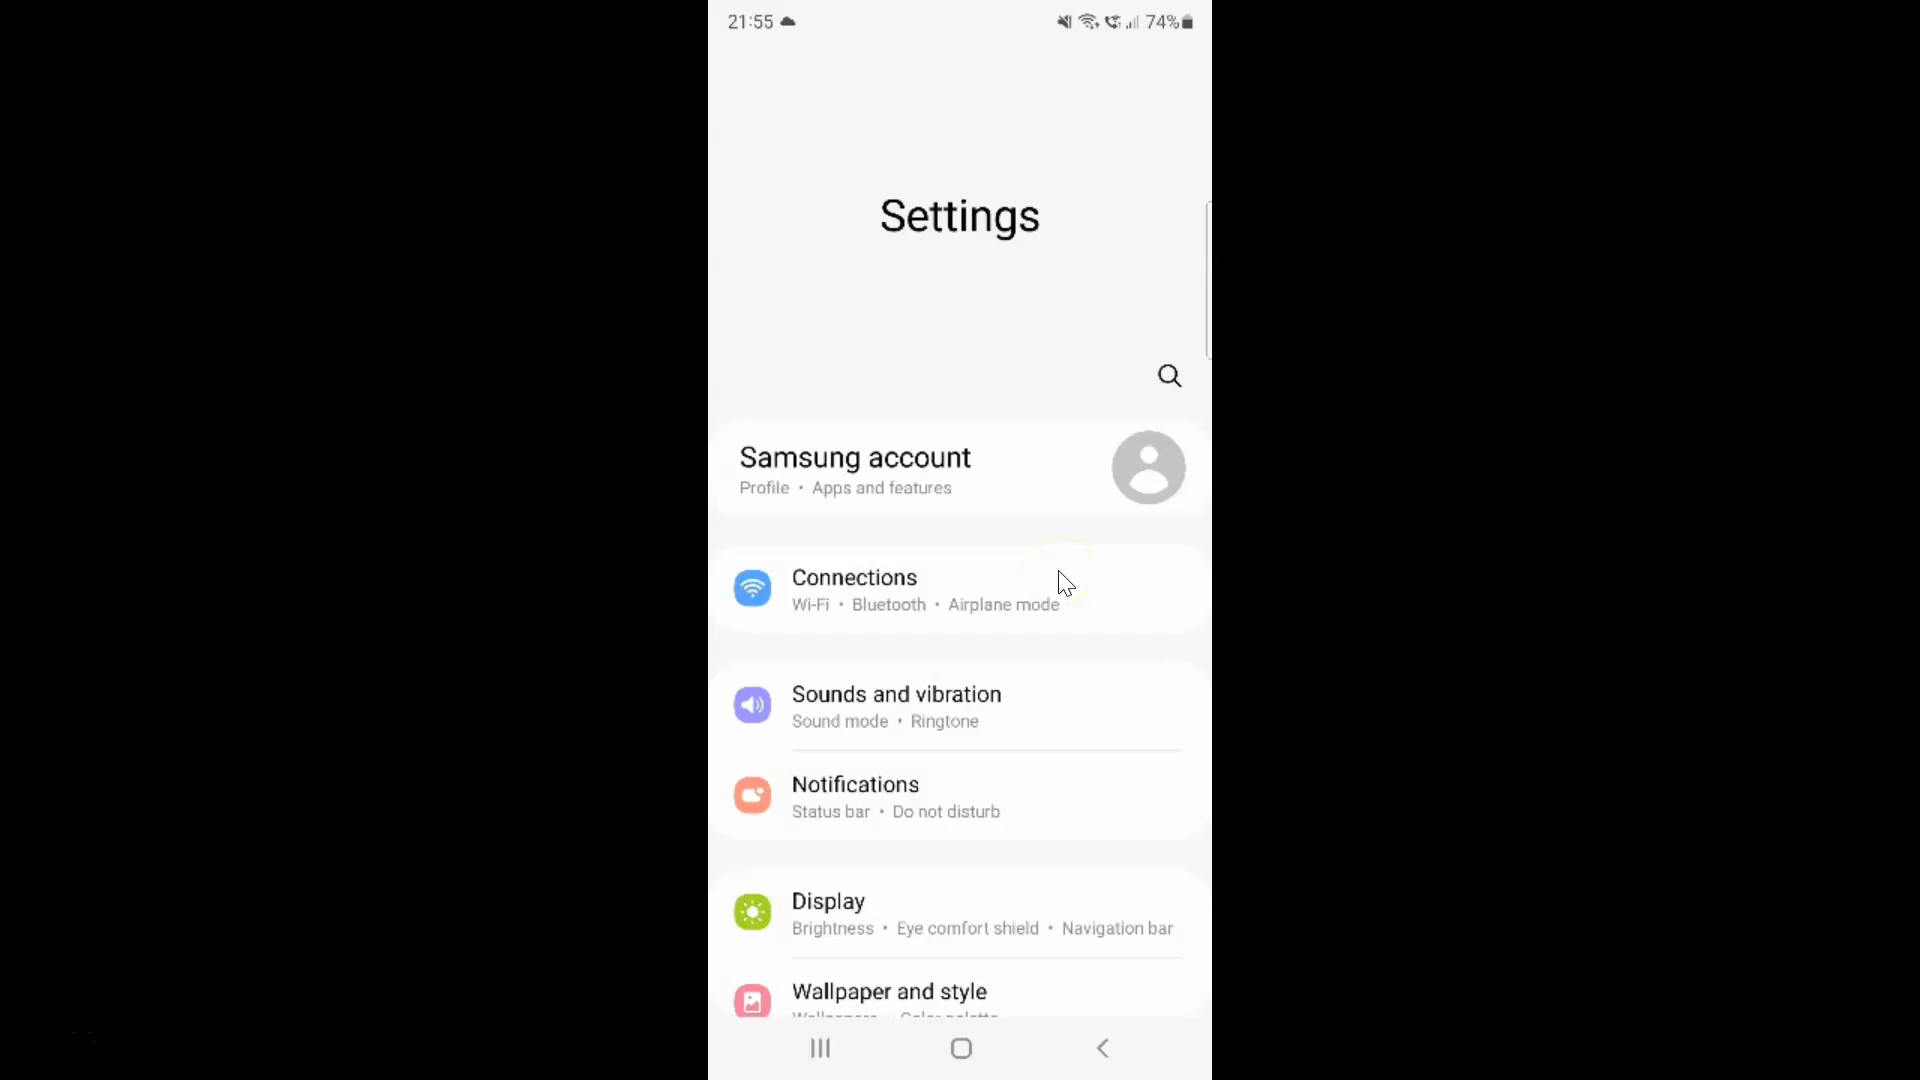 21:55 74%
Settings
Samsung account
Profile • Apps and features
Connections
Wi-Fi • Bluetooth • Airplane mode
Sounds and vibration
Sound mode • Ringtone
Notifications
Status bar • Do not disturb
Display
Brightness • Eye comfort shield • Navigation bar
Wallpaper and style